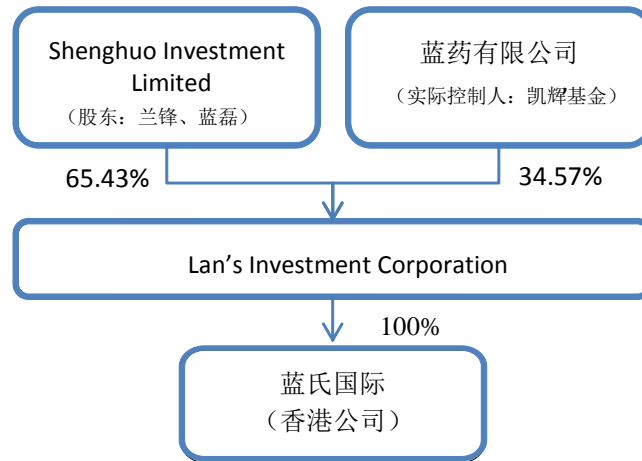 Shenghuo Investment
Limited
（股东：兰锋、蓝磊）
蓝药有限公司
（实际控制人：凯辉基金）
65.43%
34.57%
Lan’s Investment Corporation
100%
蓝氏国际
（香港公司）